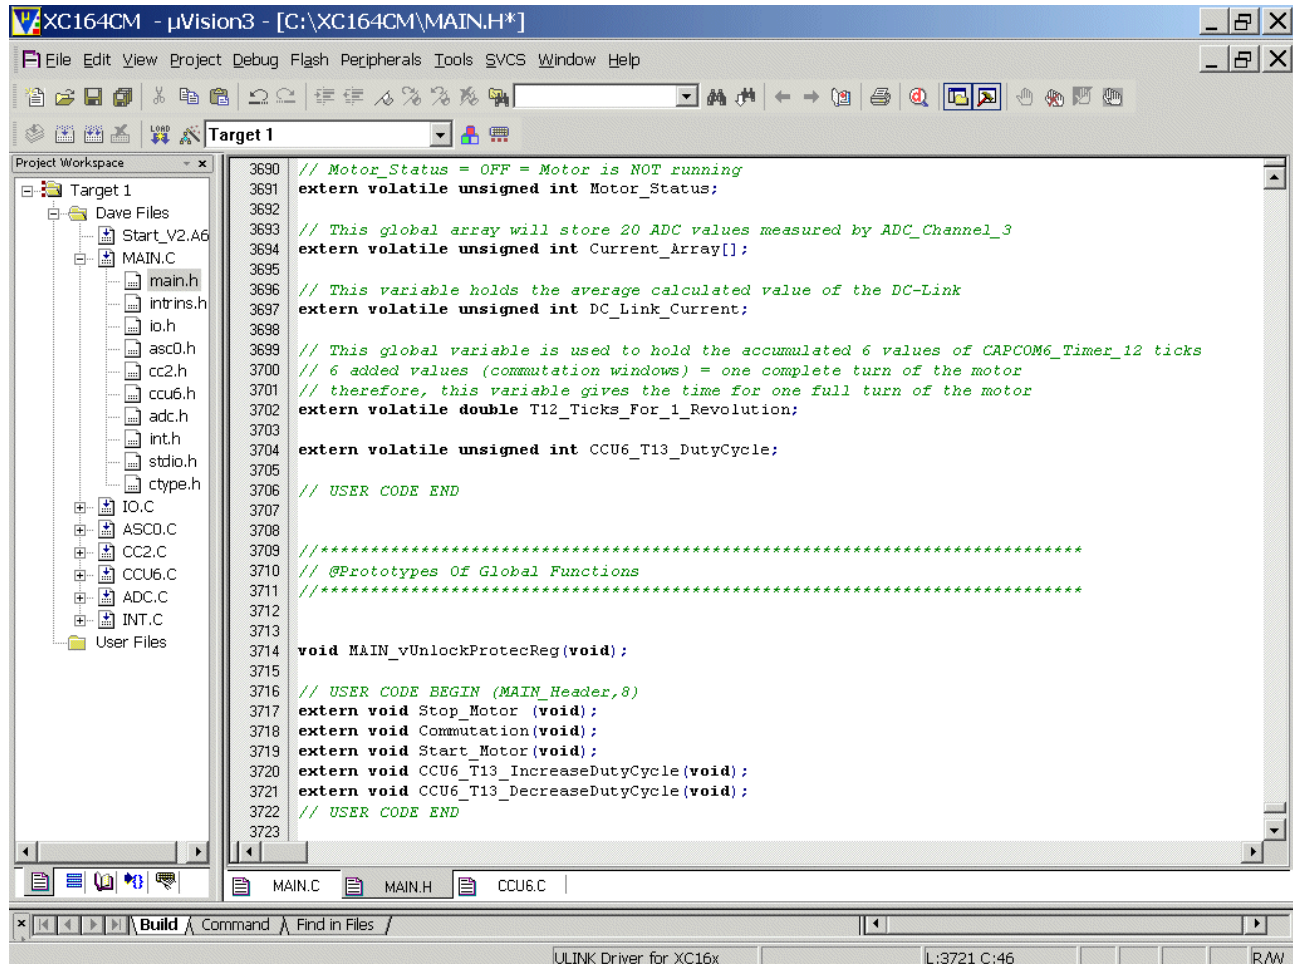 XC164CM - µVision3 - [C:\XC164CM\MAIN.H*]
File Edit View Project Debug Flash Peripherals Tools SVCS Window Help
LOAD Target 1
Project Workspace
Target 1
Dave Files
Start_V2.A6
MAIN.C
main.h
intrins.h
io.h
asc0.h
cc2.h
ccu6.h
adc.h
int.h
stdio.h
ctype.h
IO.C
ASC0.C
CC2.C
CCU6.C
ADC.C
INT.C
User Files
3690 // Motor_Status = OFF = Motor is NOT running
3691 extern volatile unsigned int Motor_Status;
3692
3693 // This global array will store 20 ADC values measured by ADC_Channel_3
3694 extern volatile unsigned int Current_Array[];
3695
3696 // This variable holds the average calculated value of the DC-Link
3697 extern volatile unsigned int DC_Link_Current;
3698
3699 // This global variable is used to hold the accumulated 6 values of CAPCOM6_Timer_12 ticks
3700 // 6 added values (commutation windows) = one complete turn of the motor
3701 // therefore, this variable gives the time for one full turn of the motor
3702 extern volatile double T12_Ticks_For_1_Revolution;
3703
3704 extern volatile unsigned int CCU6_T13_DutyCycle;
3705
3706 // USER CODE END
3707
3708
3709 //****************************************************************************
3710 // @Prototypes Of Global Functions
3711 //****************************************************************************
3712
3713
3714 void MAIN_vUnlockProtecReg(void);
3715
3716 // USER CODE BEGIN (MAIN_Header,8)
3717 extern void Stop_Motor (void);
3718 extern void Commutation(void);
3719 extern void Start_Motor(void);
3720 extern void CCU6_T13_IncreaseDutyCycle(void);
3721 extern void CCU6_T13_DecreaseDutyCycle(void);
3722 // USER CODE END
3723
MAIN.C MAIN.H CCU6.C
Build Command Find in Files
ULINK Driver for XC16x L:3721 C:46 R/W